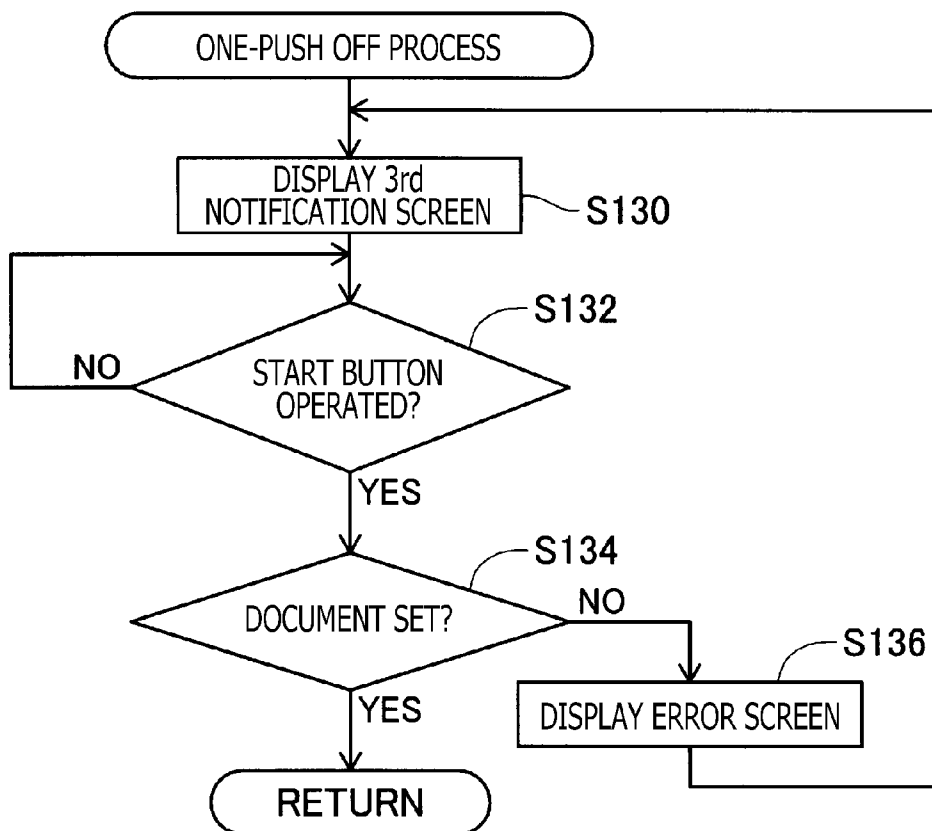 ONE-PUSH OFF PROCESS
DISPLAY 3rd
NOTIFICATION SCREEN
S130
S132
NO
START BUTTON
OPERATED?
YES
S134
DOCUMENT SET?
NO
S136
YES
DISPLAY ERROR SCREEN
RETURN